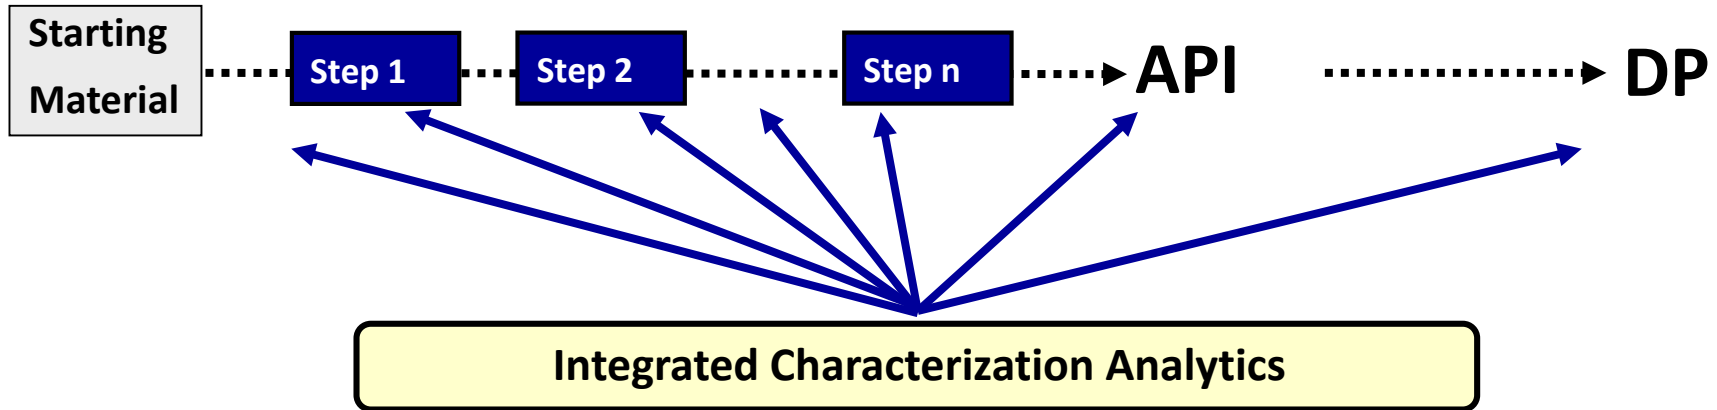 Starting
Material
Step 1
Step 2
Step n
API
DP
Integrated Characterization Analytics